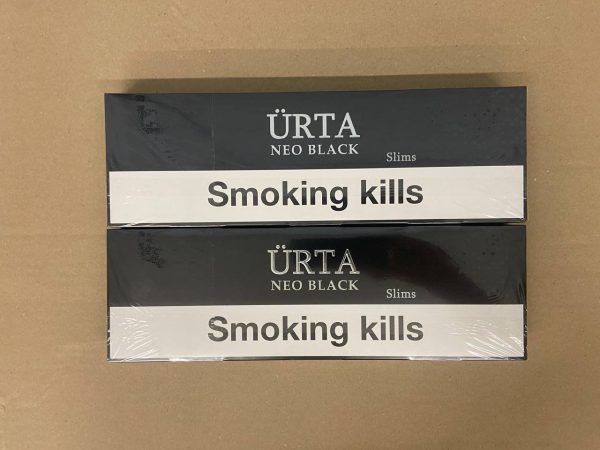 ÜRTA
NEO BLACK
Slims
Smoking kills
ÜRTA
NEO BLACK
Slims
Smoking kills